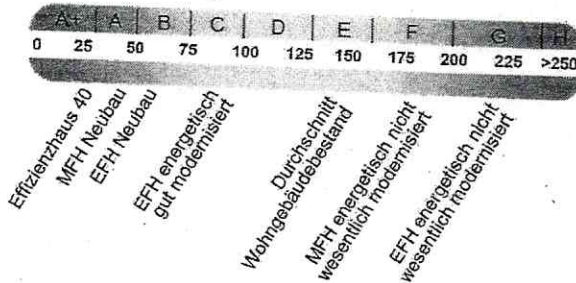 A+ A B C D E F G H
0 25 50 75 100 125 150 175 200 225 >250
Effizienzhaus 40
MFH Neubau
EFH Neubau
EFH energetisch
gut modernisiert
Durchschnitt
Wohngebäudebestand
MFH energetisch nicht
wesentlich modernisiert
EFH energetisch nicht
wesentlich modernisiert